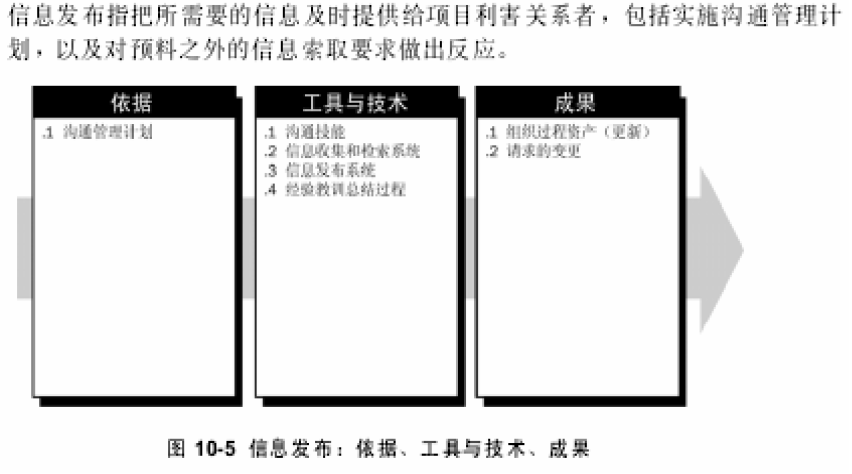 信息发布指把所需要的信息及时提供给项目利害关系者，包括实施沟通管理计
划，以及对预料之外的信息索取要求做出反应。
依据
.1 沟通管理计划
工具与技术
.1 沟通技能
.2 信息收集和检索系统
.3 信息发布系统
.4 经验教训总结过程
成果
.1 组织过程资产（更新）
.2 请求的变更
图 10-5 信息发布：依据、工具与技术、成果